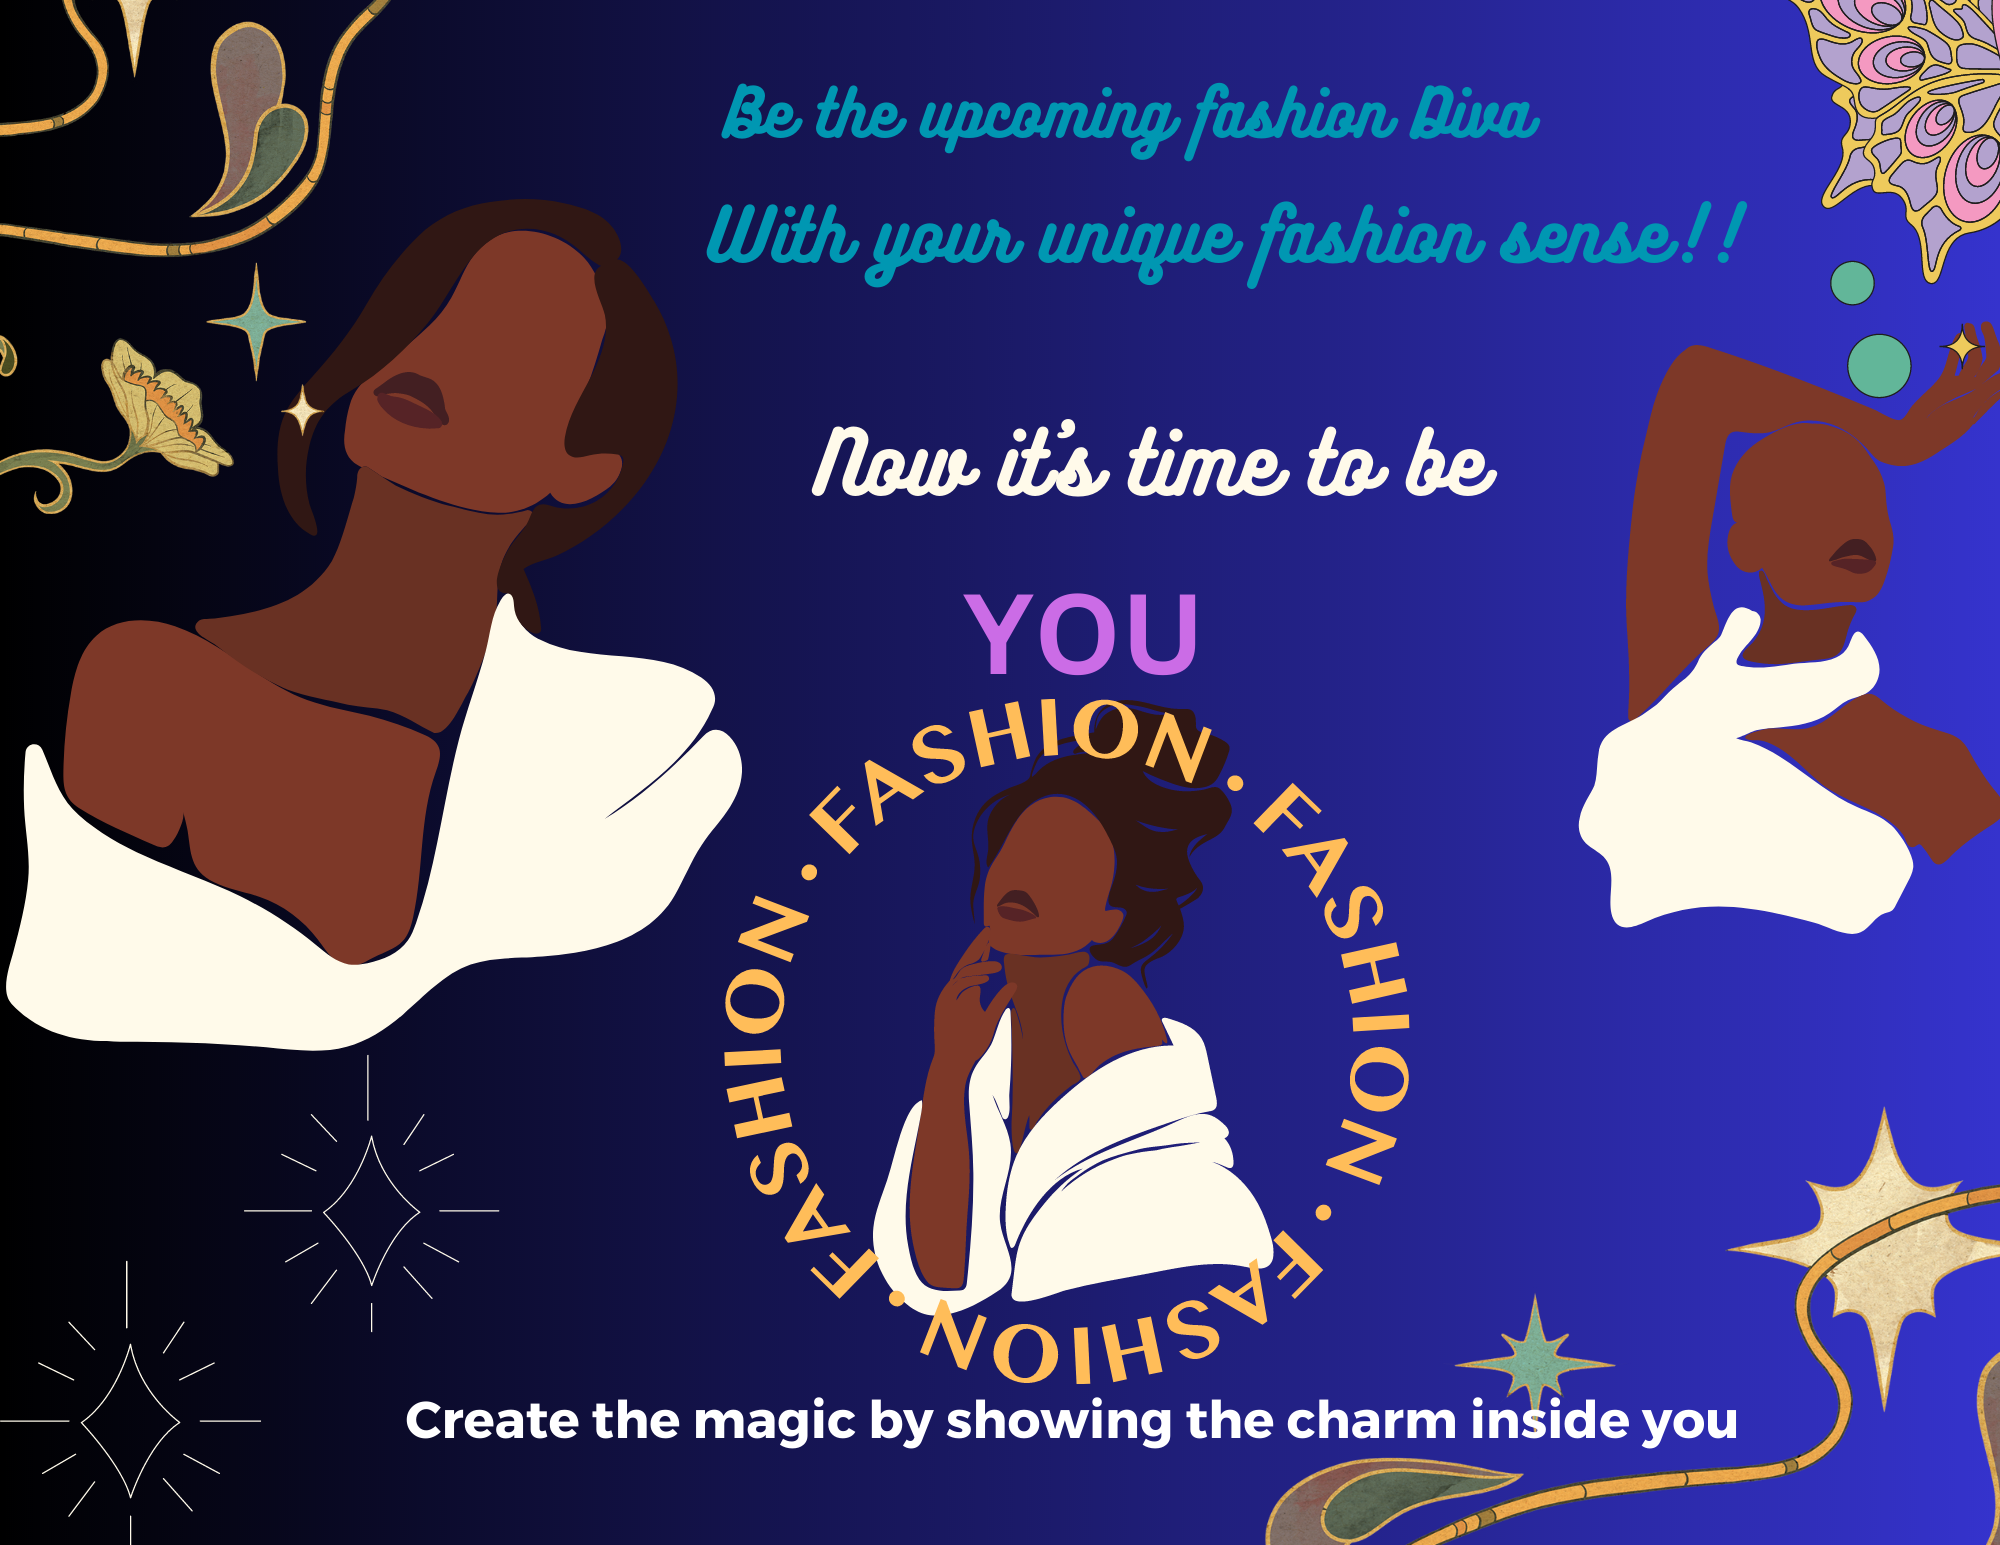 Be the upcoming fashion Diva
With your unique fashion sense!!
Now it's time to be
YOU
FASHION · FASHION · FASHION · FASHION ·
Create the magic by showing the charm inside you